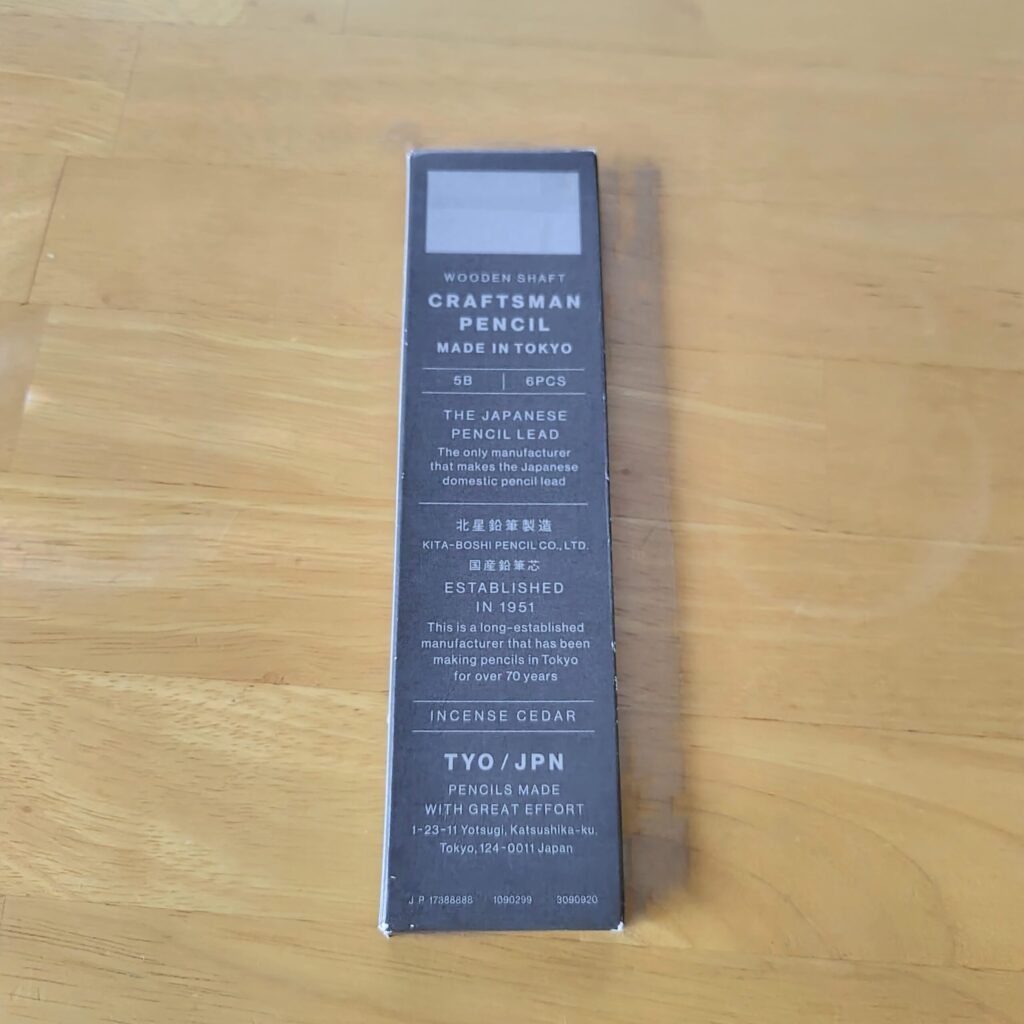 WOODEN SHAFT
CRAFTSMAN
PENCIL
MADE IN TOKYO
5B | 6PCS
THE JAPANESE
PENCIL LEAD
The only manufacturer
that makes the Japanese
domestic pencil lead
北星鉛筆製造
KITA-BOSHI PENCIL CO., LTD.
国産鉛筆芯
ESTABLISHED
IN 1951
This is a long-established
manufacturer that has been
making pencils in Tokyo
for over 70 years
INCENSE CEDAR
TYO / JPN
PENCILS MADE
WITH GREAT EFFORT
1-23-11 Yotsugi, Katsushika-ku,
Tokyo, 124-0011 Japan
J P 1090299 3090920